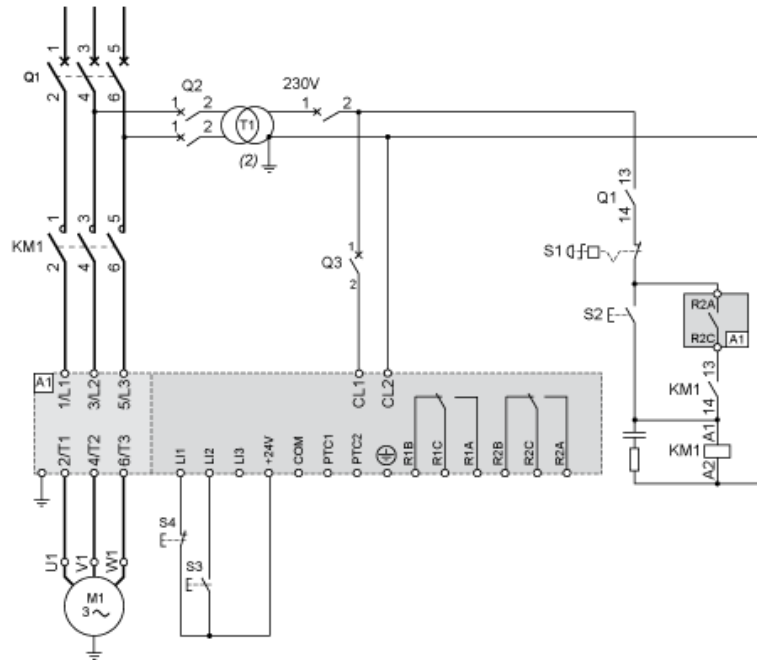 1 3 5
Q1
2 4 6
Q2
1 2
1 2
T1
(2)
230V
1 2
1 3 5
KM1
2 4 6
1
Q3
2
13
Q1
14
S1
S2
R2A
R2C
A1
13
KM1
14
A1
KM1
A2
A1
1/L1 3/L2 5/L3
CL1 CL2
2/T1 4/T2 6/T3
LI1 LI2 LI3 +24V COM PTC1 PTC2 R1B R1C R1A R2B R2C R2A
S4
S3
U1 V1 W1
M1
3